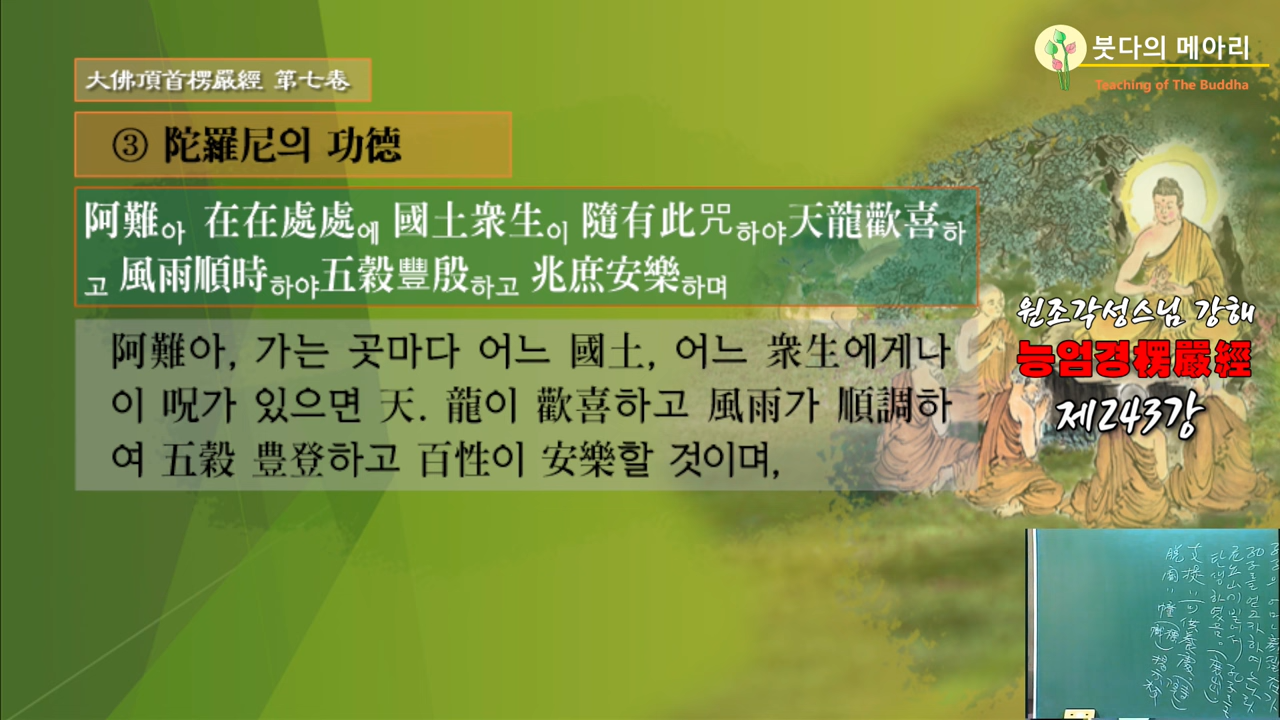 大佛頂首楞嚴經 第七卷
③ 陀羅尼의 功德
阿難아 在在處處에 國土衆生이 隨有此咒하야天龍歡喜하
고 風雨順時하야五穀豐殷하고 兆庶安樂하며
阿難아, 가는 곳마다 어느 國土, 어느 衆生에게나
이 呪가 있으면 天. 龍이 歡喜하고 風雨가 順調하
여 五穀 豊登하고 百性이 安樂할 것이며,
붓다의 메아리
Teaching of The Buddha
원조각성스님 강해
능엄경楞嚴經
제243강